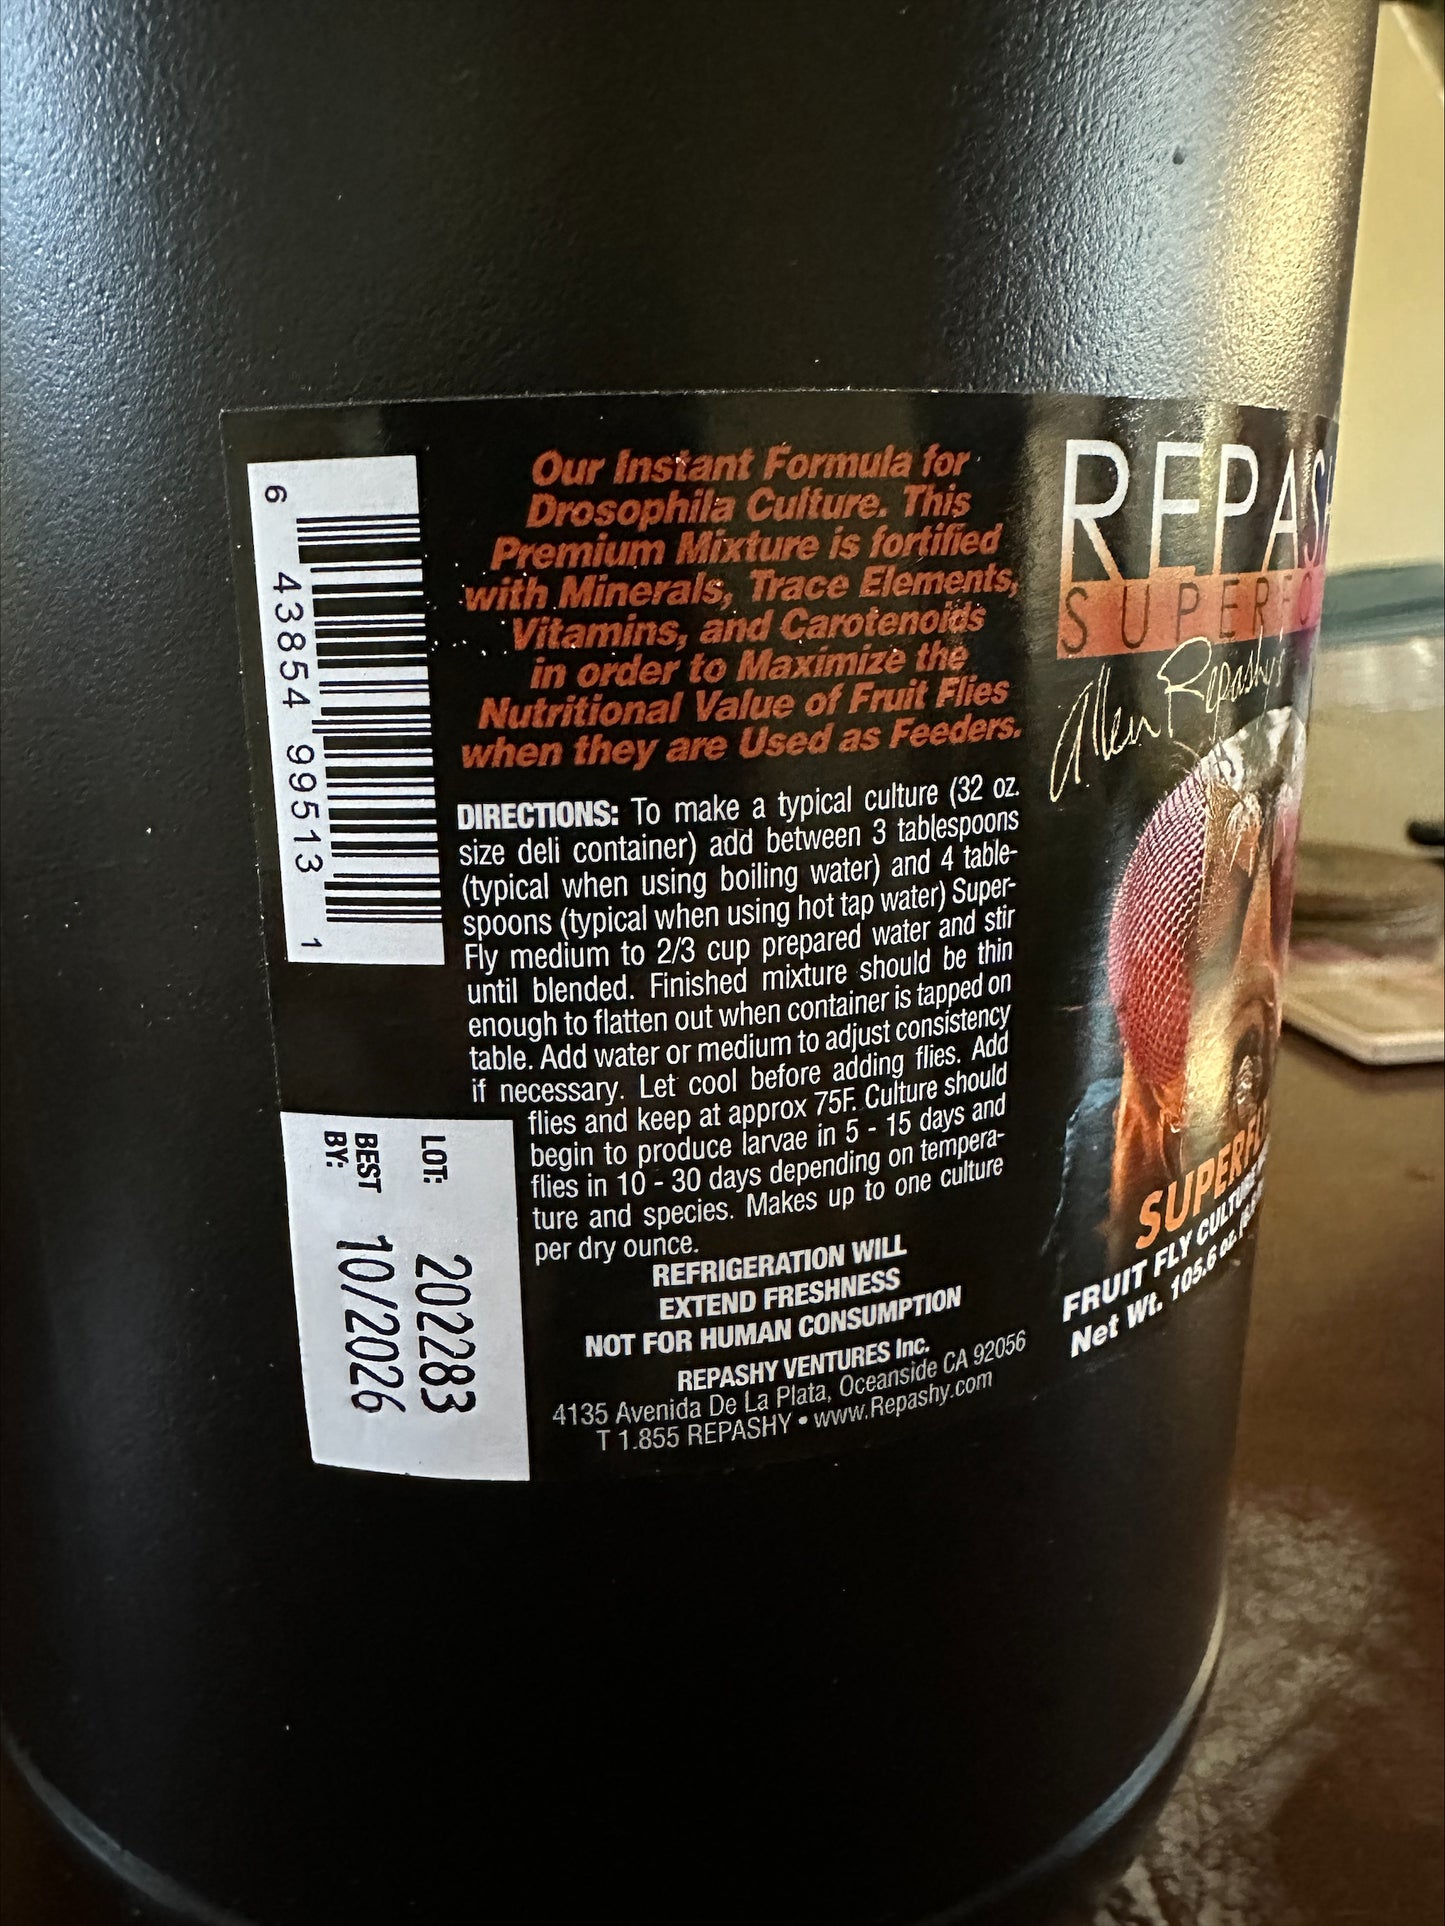 6 43854 99513 1
Our Instant Formula for
Drosophila Culture. This
Premium Mixture is fortified
with Minerals, Trace Elements,
Vitamins, and Carotenoids
in order to Maximize the
Nutritional Value of Fruit Flies
when they are Used as Feeders.
DIRECTIONS: To make a typical culture (32 oz.
size deli container) add between 3 tablespoons
(typical when using boiling water) and 4 table-
spoons (typical when using hot tap water) Super-
Fly medium to 2/3 cup prepared water and stir
until blended. Finished mixture should be thin
enough to flatten out when container is tapped on
table. Add water or medium to adjust consistency
if necessary. Let cool before adding flies. Add
flies and keep at approx 75F. Culture should
begin to produce larvae in 5 - 15 days and
flies in 10 - 30 days depending on tempera-
ture and species. Makes up to one culture
per dry ounce.
REFRIGERATION WILL
EXTEND FRESHNESS
NOT FOR HUMAN CONSUMPTION
REPASHY VENTURES Inc.
4135 Avenida De La Plata, Oceanside CA 92056
T 1.855 REPASHY • www.Repashy.com
LOT: 202283
BEST BY: 10/2026
REPAS
SUPERF
Allen Repashy's
SUPERFL
FRUIT FLY CULTURE
Net Wt. 105.6 oz